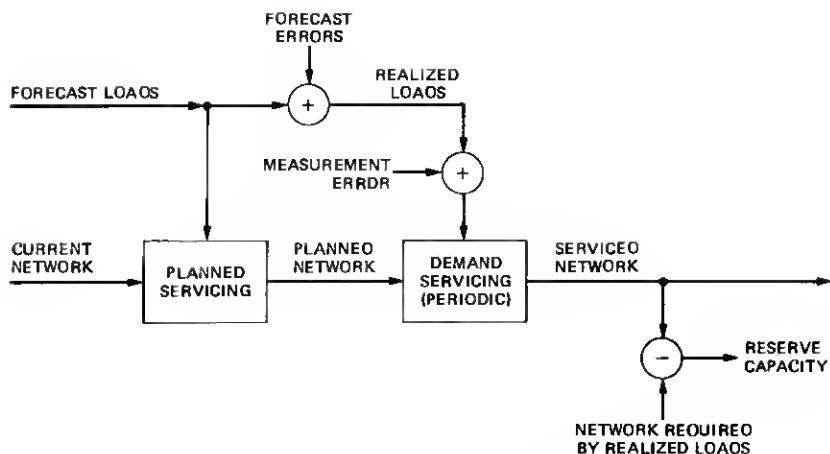 FORECAST
ERRORS
FORECAST LOAOS
REALIZED
LOAOS
+
MEASUREMENT
ERRDR
+
CURRENT
NETWORK
PLANNED
SERVICING
PLANNEO
NETWORK
DEMAND
SERVICING
(PERIODIC)
SERVICEO
NETWORK
−
RESERVE
CAPACITY
NETWORK REQUIRED
BY REALIZED LOAOS